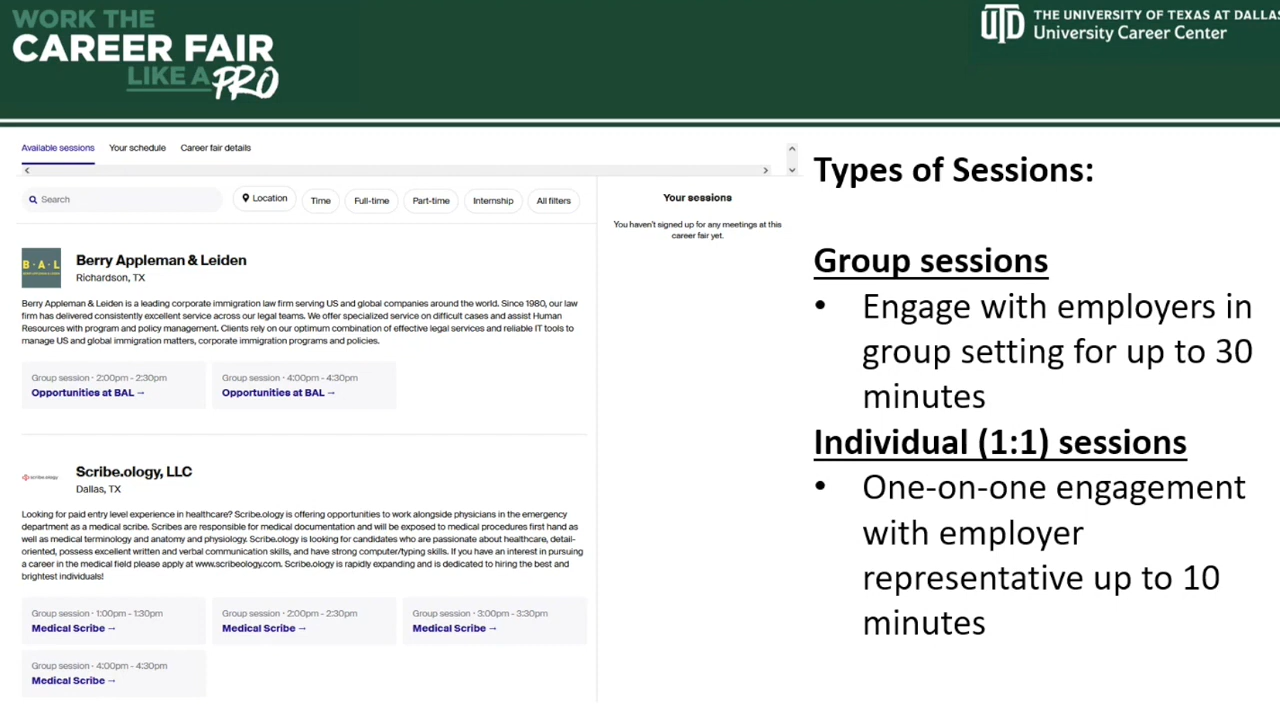 WORK THE
CAREER FAIR
LIKE A PRO
THE UNIVERSITY OF TEXAS AT DALLAS
University Career Center
Available sessions
Your schedule
Career fair details
Search
Location
Time
Full-time
Part-time
Internship
All filters
B·A·L
Berry Appleman & Leiden
Richardson, TX
Berry Appleman & Leiden is a leading corporate immigration law firm serving US and global companies around the world. Since 1980, our law
firm has delivered consistently excellent service across our legal teams. We offer specialized service on difficult cases and assist Human
Resources with program and policy management. Clients rely on our optimum combination of effective legal services and reliable IT tools to
manage US and global immigration matters, corporate immigration programs and policies.
Group session · 2:00pm - 2:30pm
Opportunities at BAL →
Group session · 4:00pm - 4:30pm
Opportunities at BAL →
scribe.ology
Scribe.ology, LLC
Dallas, TX
Looking for paid entry level experience in healthcare? Scribe.ology is offering opportunities to work alongside physicians in the emergency
department as a medical scribe. Scribes are responsible for medical documentation and will be exposed to medical procedures first hand as
well as medical terminology and anatomy and physiology. Scribe.ology is looking for candidates who are passionate about healthcare, detail-
oriented, possess excellent written and verbal communication skills, and have strong computer/typing skills. If you have an interest in pursuing
a career in the medical field please apply at www.scribeology.com. Scribe.ology is rapidly expanding and is dedicated to hiring the best and
brightest individuals!
Group session · 1:00pm - 1:30pm
Medical Scribe →
Group session · 2:00pm - 2:30pm
Medical Scribe →
Group session · 3:00pm - 3:30pm
Medical Scribe →
Group session · 4:00pm - 4:30pm
Medical Scribe →
Your sessions
You haven't signed up for any meetings at this
career fair yet.
Types of Sessions:
Group sessions
• Engage with employers in
group setting for up to 30
minutes
Individual (1:1) sessions
• One-on-one engagement
with employer
representative up to 10
minutes